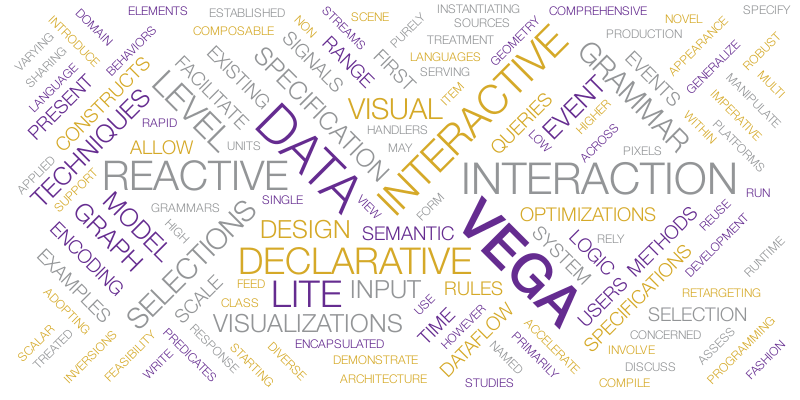 ELEMENTS
ESTABLISHED
INSTANTIATING
COMPREHENSIVE
SPECIFY
DOMAIN
INTRODUCE
NON
STREAMS
SCENE
PURELY
SOURCES
NOVEL
COMPOSABLE
BEHAVIORS
TREATMENT
GEOMETRY
PRODUCTION
APPEARANCE
VARYING
SHARING
LANGUAGE
PRESENT
CONSTRUCTS
FACILITATE
EXISTING
SIGNALS
RANGE
FIRST
LANGUAGES
SERVING
GENERALIZE
ROBUST
MULTI
SPECIFICATION
LEVEL
INTERACTIVE
GRAMMAR
EVENTS
MANIPULATE
IMPERATIVE
TECHNIQUES
RAPID
DATA
VISUAL
ITEM
QUERIES
EVENT
HIGHER
LOW
WITHIN
PLATFORMS
HANDLERS
ALLOW
UNITS
MAY
ACROSS
PIXELS
APPLIED
SUPPORT
REACTIVE
INTERACTION
RUN
MODEL
GRAPH
GRAMMARS
SINGLE
VIEW
FORM
VEGA
OPTIMIZATIONS
REUSE
HIGH
DESIGN
SEMANTIC
SYSTEM
RELY
LOGIC
METHODS
DEVELOPMENT
ENCODING
SELECTIONS
DECLARATIVE
USERS
SPECIFICATIONS
RUNTIME
EXAMPLES
SCALE
FEED
CLASS
LITE
INPUT
RULES
RETARGETING
ADOPTING
VISUALIZATIONS
USE
TIME
HOWEVER
SELECTION
SCALAR
TREATED
INVERSIONS
FEASIBILITY
WRITE
PREDICATES
RESPONSE
STARTING
DIVERSE
ENCAPSULATED
DEMONSTRATE
ARCHITECTURE
DATAFLOW
STUDIES
NAMED
PRIMARILY
ACCELERATE
CONCERNED
INVOLVE
DISCUSS
COMPILE
ASSESS
PROGRAMMING
FASHION